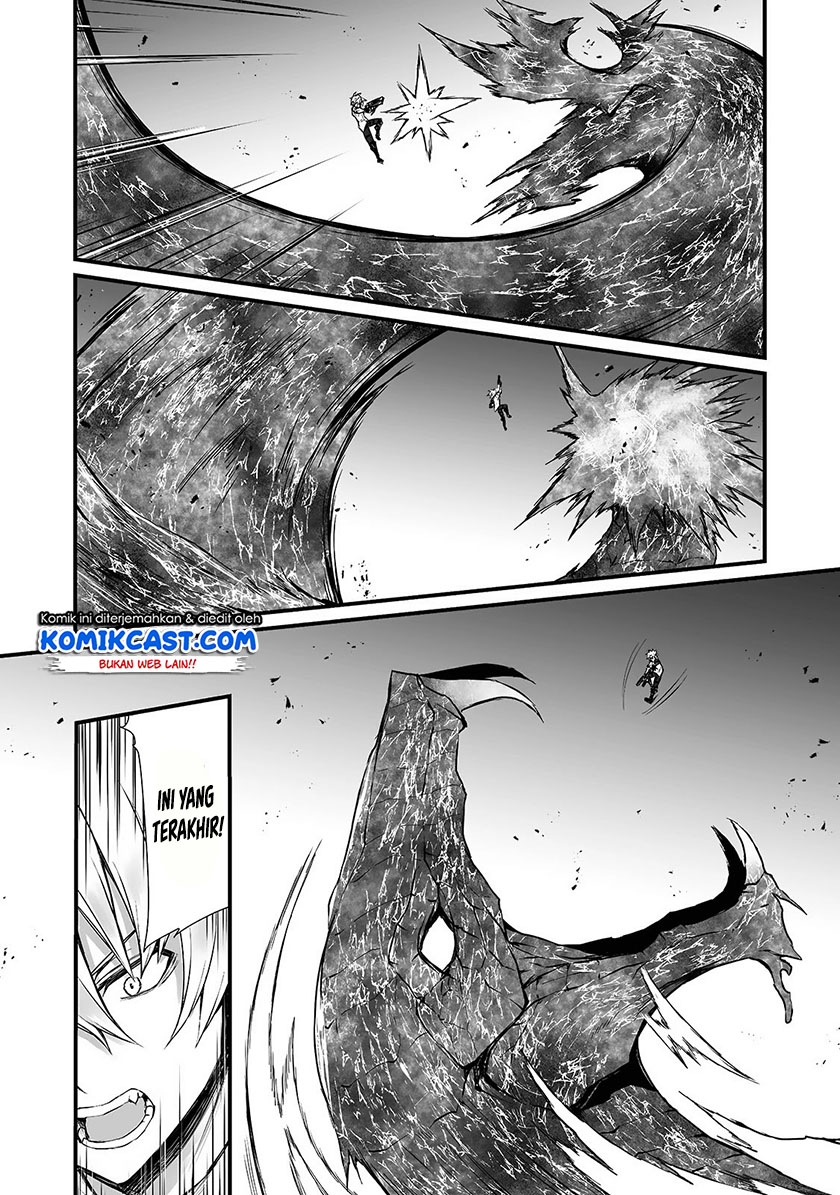 Komik ini diterjemahkan & diedit oleh
KOMIKCAST.COM
BUKAN WEB LAIN!!
INI YANG
TERAKHIR!